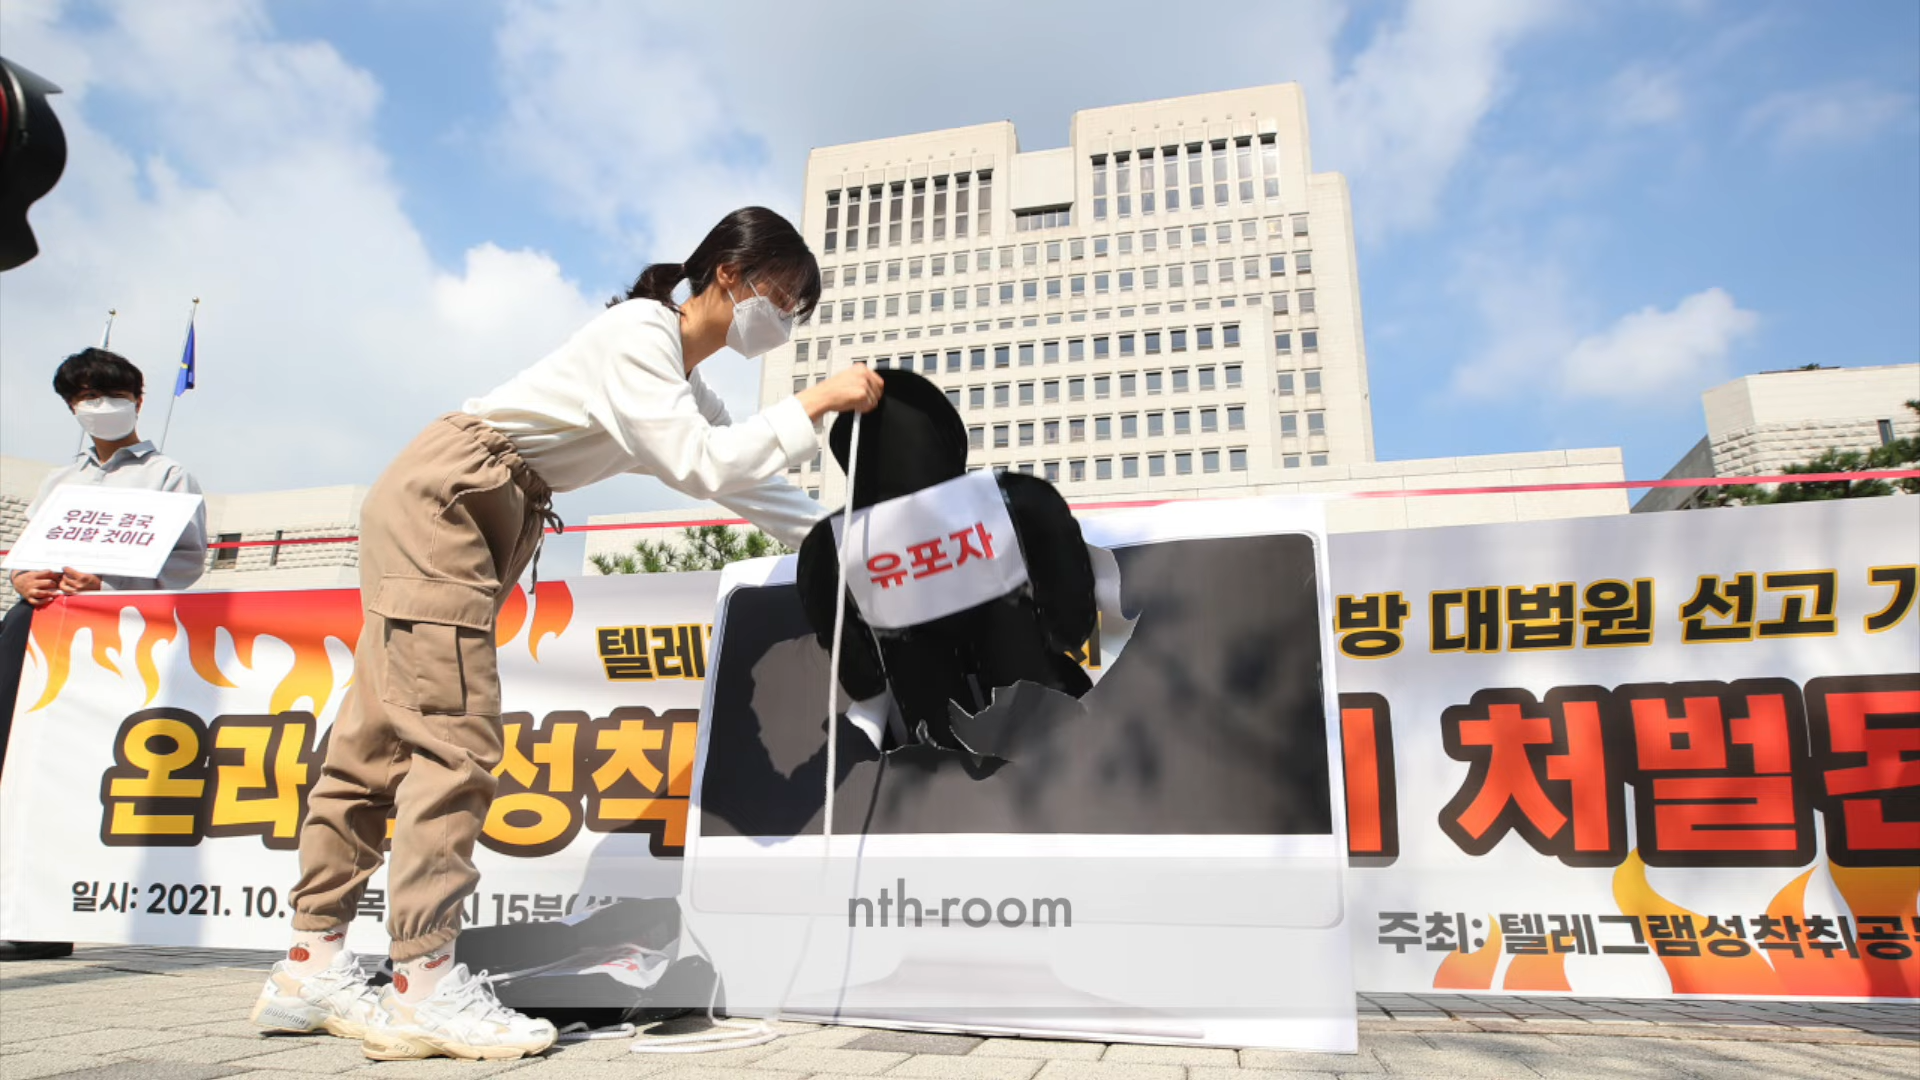 우리는 결국
승리할 것이다
유포자
텔레
방 대법원 선고 기
온라 성착 처벌
일시: 2021. 10. 목 시 15분
주최: 텔레그램성착취공
nth-room